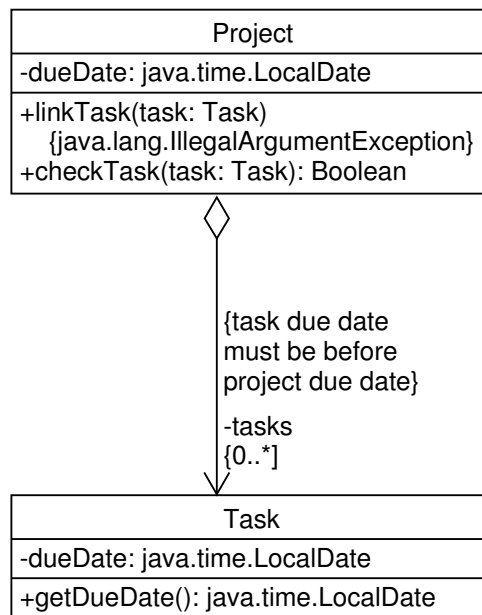 Project
-dueDate: java.time.LocalDate
+linkTask(task: Task)
{java.lang.IllegalArgumentException}
+checkTask(task: Task): Boolean
{task due date
must be before
project due date}
-tasks
{0..*]
Task
-dueDate: java.time.LocalDate
+getDueDate(): java.time.LocalDate